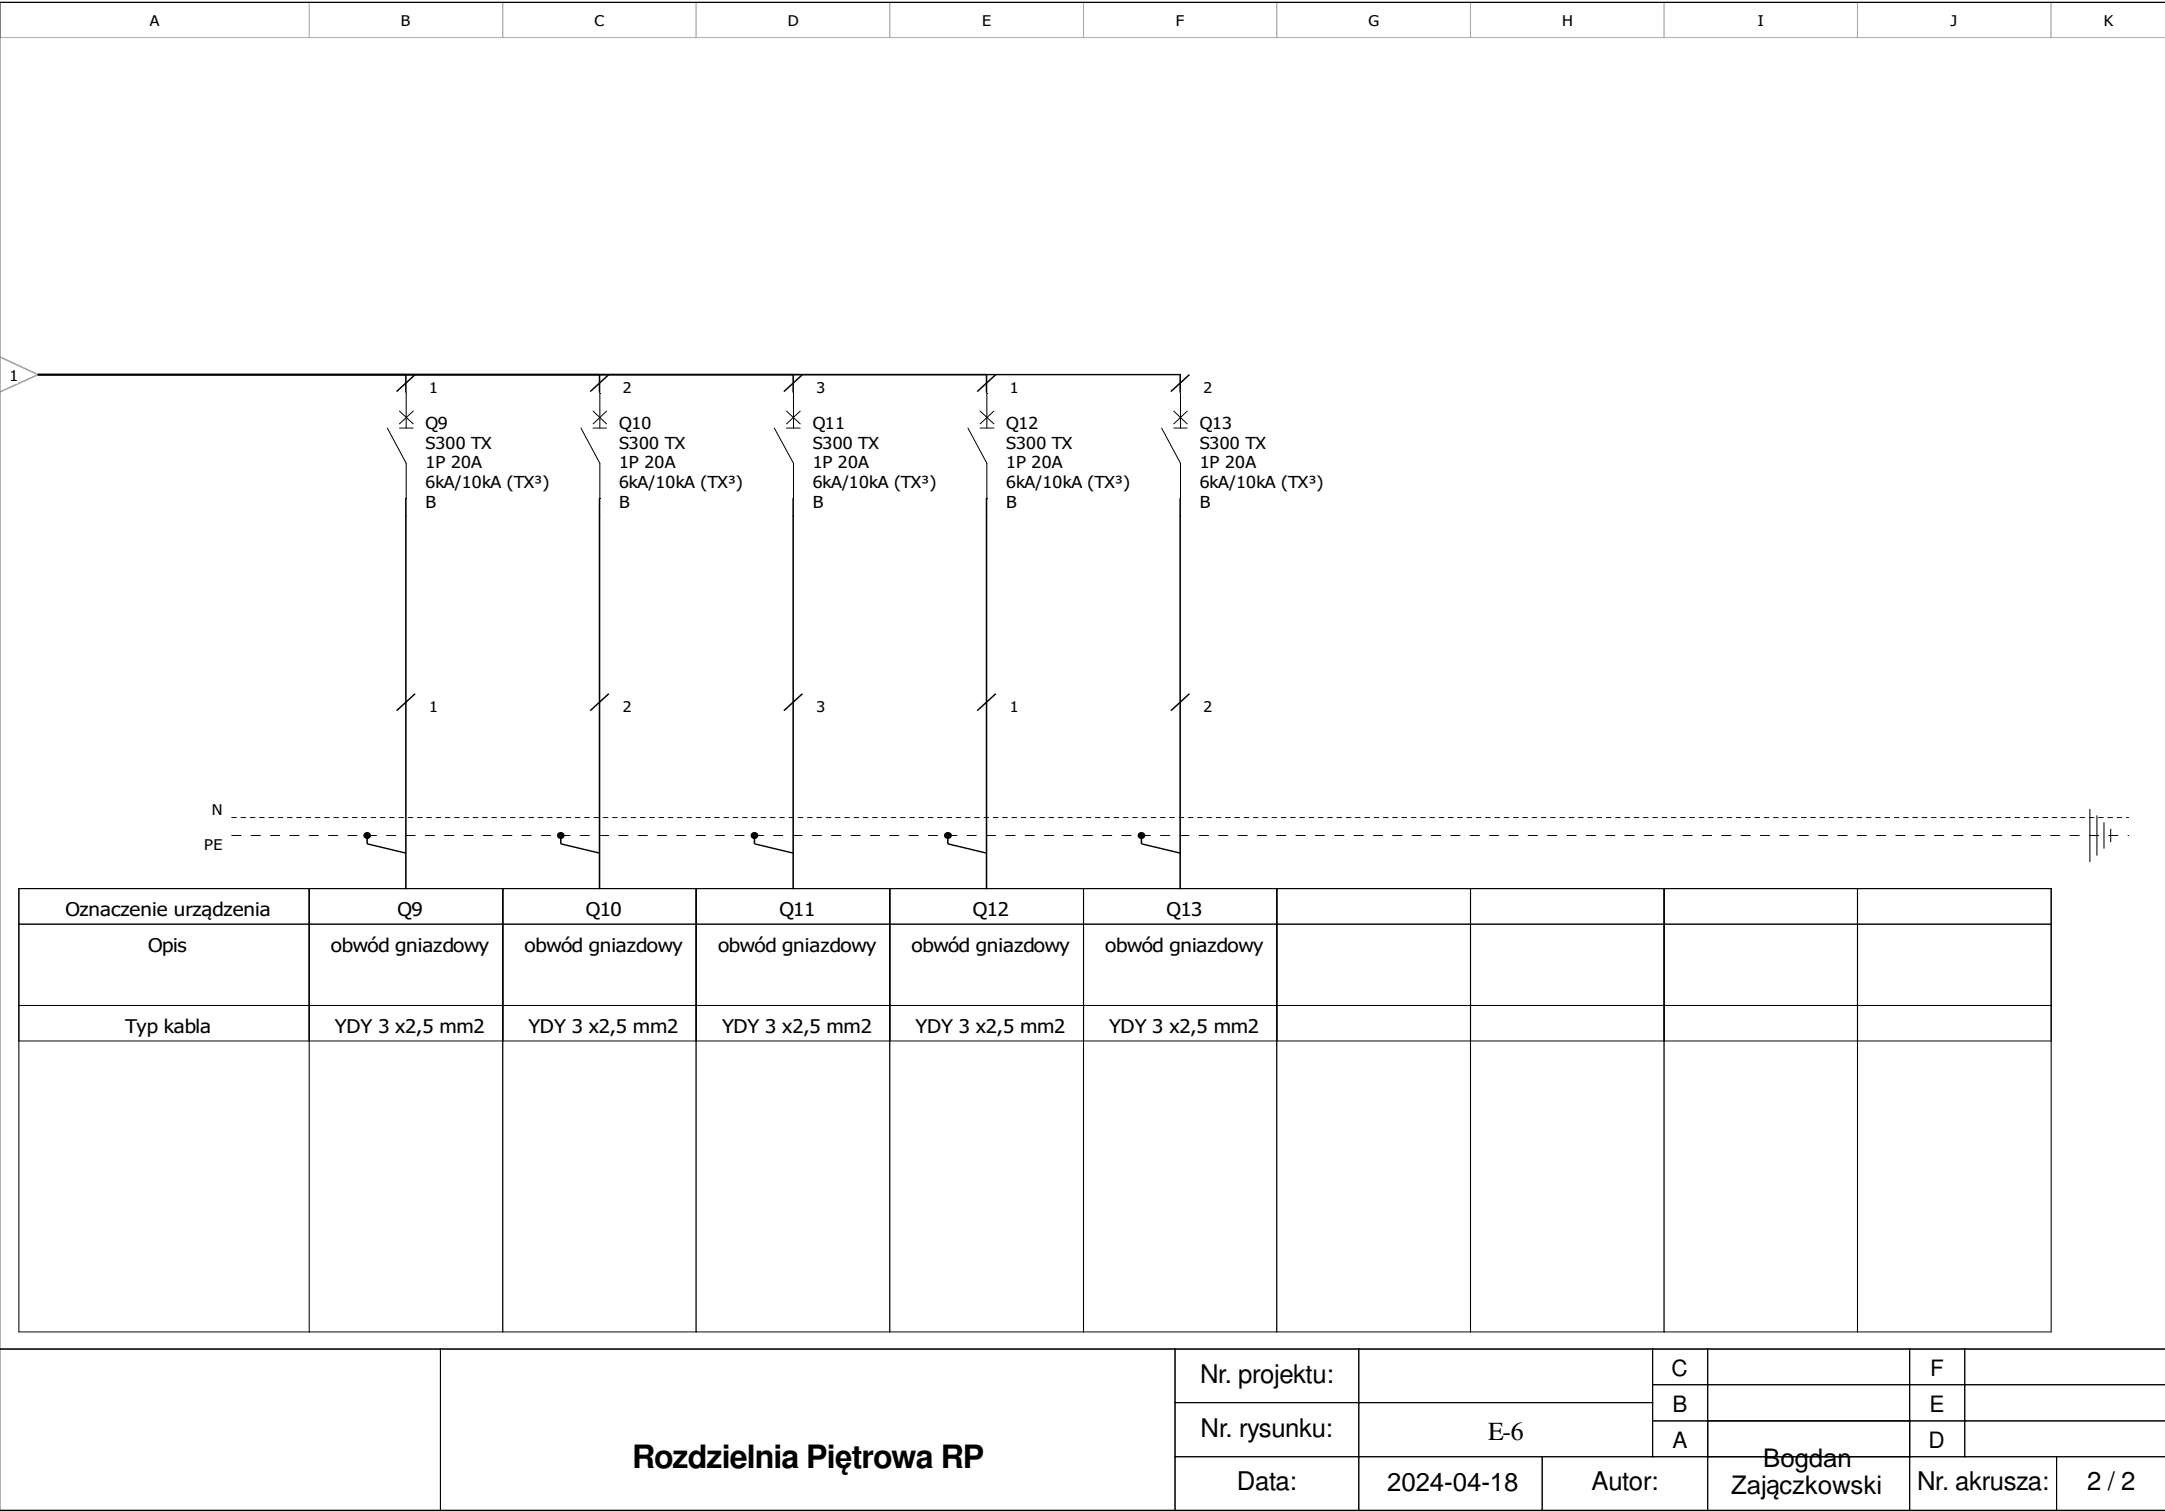 A B C D E F G H I J K
1
1 2 3 1 2
Q9 Q10 Q11 Q12 Q13
S300 TX S300 TX S300 TX S300 TX S300 TX
1P 20A 1P 20A 1P 20A 1P 20A 1P 20A
6kA/10kA (TX³) 6kA/10kA (TX³) 6kA/10kA (TX³) 6kA/10kA (TX³) 6kA/10kA (TX³)
B B B B B
1 2 3 1 2
N
PE
Oznaczenie urządzenia Q9 Q10 Q11 Q12 Q13
Opis obwód gniazdowy obwód gniazdowy obwód gniazdowy obwód gniazdowy obwód gniazdowy
Typ kabla YDY 3 x2,5 mm2 YDY 3 x2,5 mm2 YDY 3 x2,5 mm2 YDY 3 x2,5 mm2 YDY 3 x2,5 mm2
Rozdzielnia Piętrowa RP
Nr. projektu: C F
B E
Nr. rysunku: E-6 A D
Data: 2024-04-18 Autor: Bogdan
Zajączkowski Nr. akrusza: 2 / 2